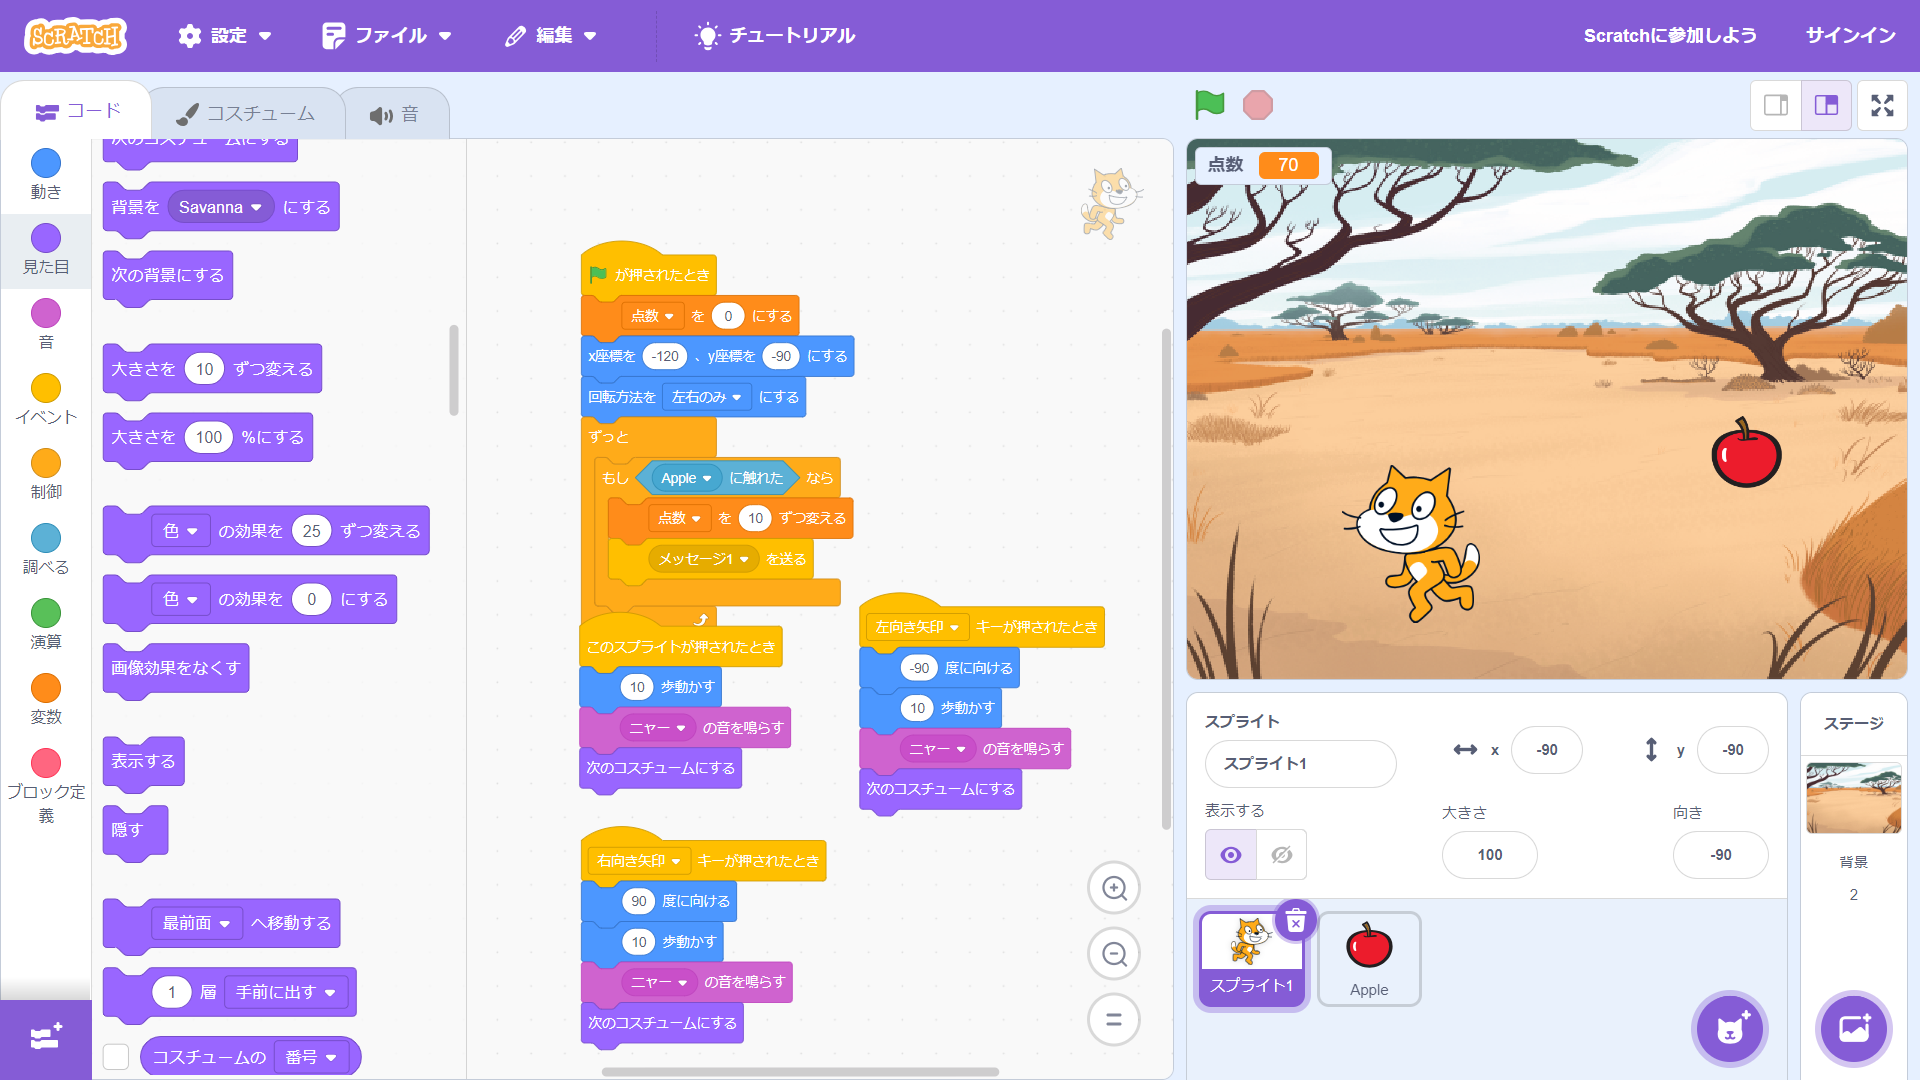 SCRATCH
設定
ファイル
編集
チュートリアル
Scratchに参加しよう
サインイン
コード
コスチューム
音
動き
見た目
音
イベント
制御
調べる
演算
変数
ブロック定
義
次のコスチュームにする
背景を Savanna にする
次の背景にする
大きさを 10 ずつ変える
大きさを 100 %にする
色 の効果を 25 ずつ変える
色 の効果を 0 にする
画像効果をなくす
表示する
隠す
最前面 へ移動する
1 層 手前に出す
コスチュームの 番号
が押されたとき
点数 を 0 にする
x座標を -120 、y座標を -90 にする
回転方法を 左右のみ にする
ずっと
もし Apple に触れた なら
点数 を 10 ずつ変える
メッセージ1 を送る
このスプライトが押されたとき
10 歩動かす
ニャー の音を鳴らす
次のコスチュームにする
左向き矢印 キーが押されたとき
-90 度に向ける
10 歩動かす
ニャー の音を鳴らす
次のコスチュームにする
右向き矢印 キーが押されたとき
90 度に向ける
10 歩動かす
ニャー の音を鳴らす
次のコスチュームにする
点数 70
スプライト
スプライト1
x -90
y -90
表示する
大きさ
100
向き
-90
スプライト1
Apple
ステージ
背景
2